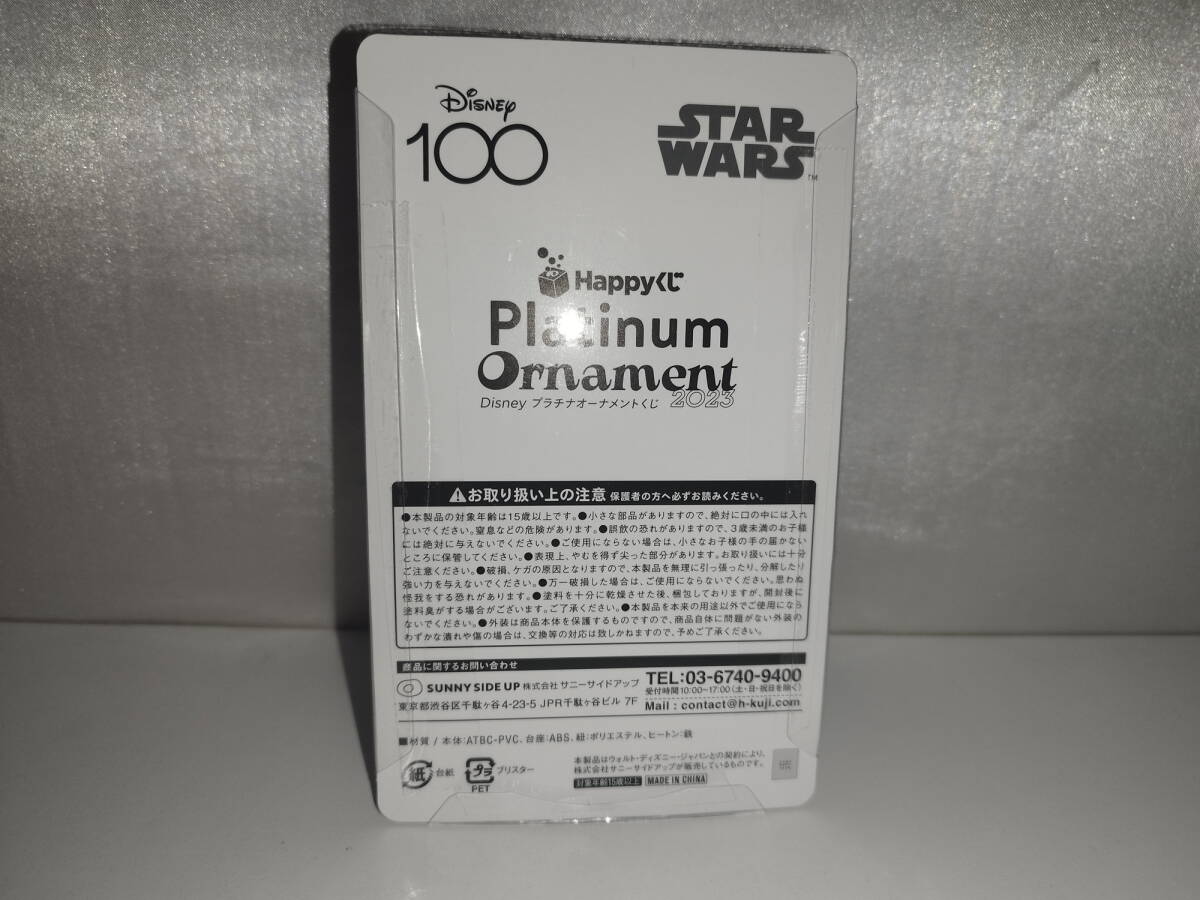 Disney
100
STAR
WARS
TM
Happyくじ
Platinum
Ornament
Disney プラチナオーナメントくじ 2023
お取り扱い上の注意 保護者の方へ必ずお読みください。
●本製品の対象年齢は15歳以上です。●小さな部品がありますので、絶対に口の中には入れ
ないでください。窒息などの危険があります。●誤飲の恐れがありますので、3歳未満のお子様
には絶対に与えないでください。●ご使用にならない場合は、小さなお子様の手の届かない
ところに保管してください。●表現上、やむを得ず尖った部分があります。お取り扱いには十分
ご注意ください。●破損、ケガの原因となりますので、本製品を無理に引っ張ったり、分解したり
強い力を与えないでください。●万一破損した場合は、ご使用にならないでください。思わぬ
怪我をする恐れがあります。●塗料を十分に乾燥させた後、梱包しておりますが、開封後に
塗料臭がする場合がございます。ご了承ください。●本製品を本来の用途以外でご使用になら
ないでください。●外装は商品本体を保護するものですので、商品自体に問題がない外装の
わずかな潰れや傷の場合は、交換等の対応は致しかねますので、予めご了承ください。
商品に関するお問い合わせ
SUNNY SIDE UP 株式会社 サニーサイドアップ
東京都渋谷区千駄ヶ谷4-23-5 JPR千駄ヶ谷ビル 7F
TEL:03-6740-9400
受付時間10:00~17:00(土・日・祝日を除く)
Mail : contact@h-kuji.com
■材質 / 本体:ATBC-PVC、台座:ABS、紐:ポリエステル、ヒートン:鉄
紙 台紙
プラ ブリスター
PET
本製品はウォルト・ディズニー・ジャパンとの契約により、
株式会社サニーサイドアップが販売しているものです。
対象年齢15歳以上 MADE IN CHINA